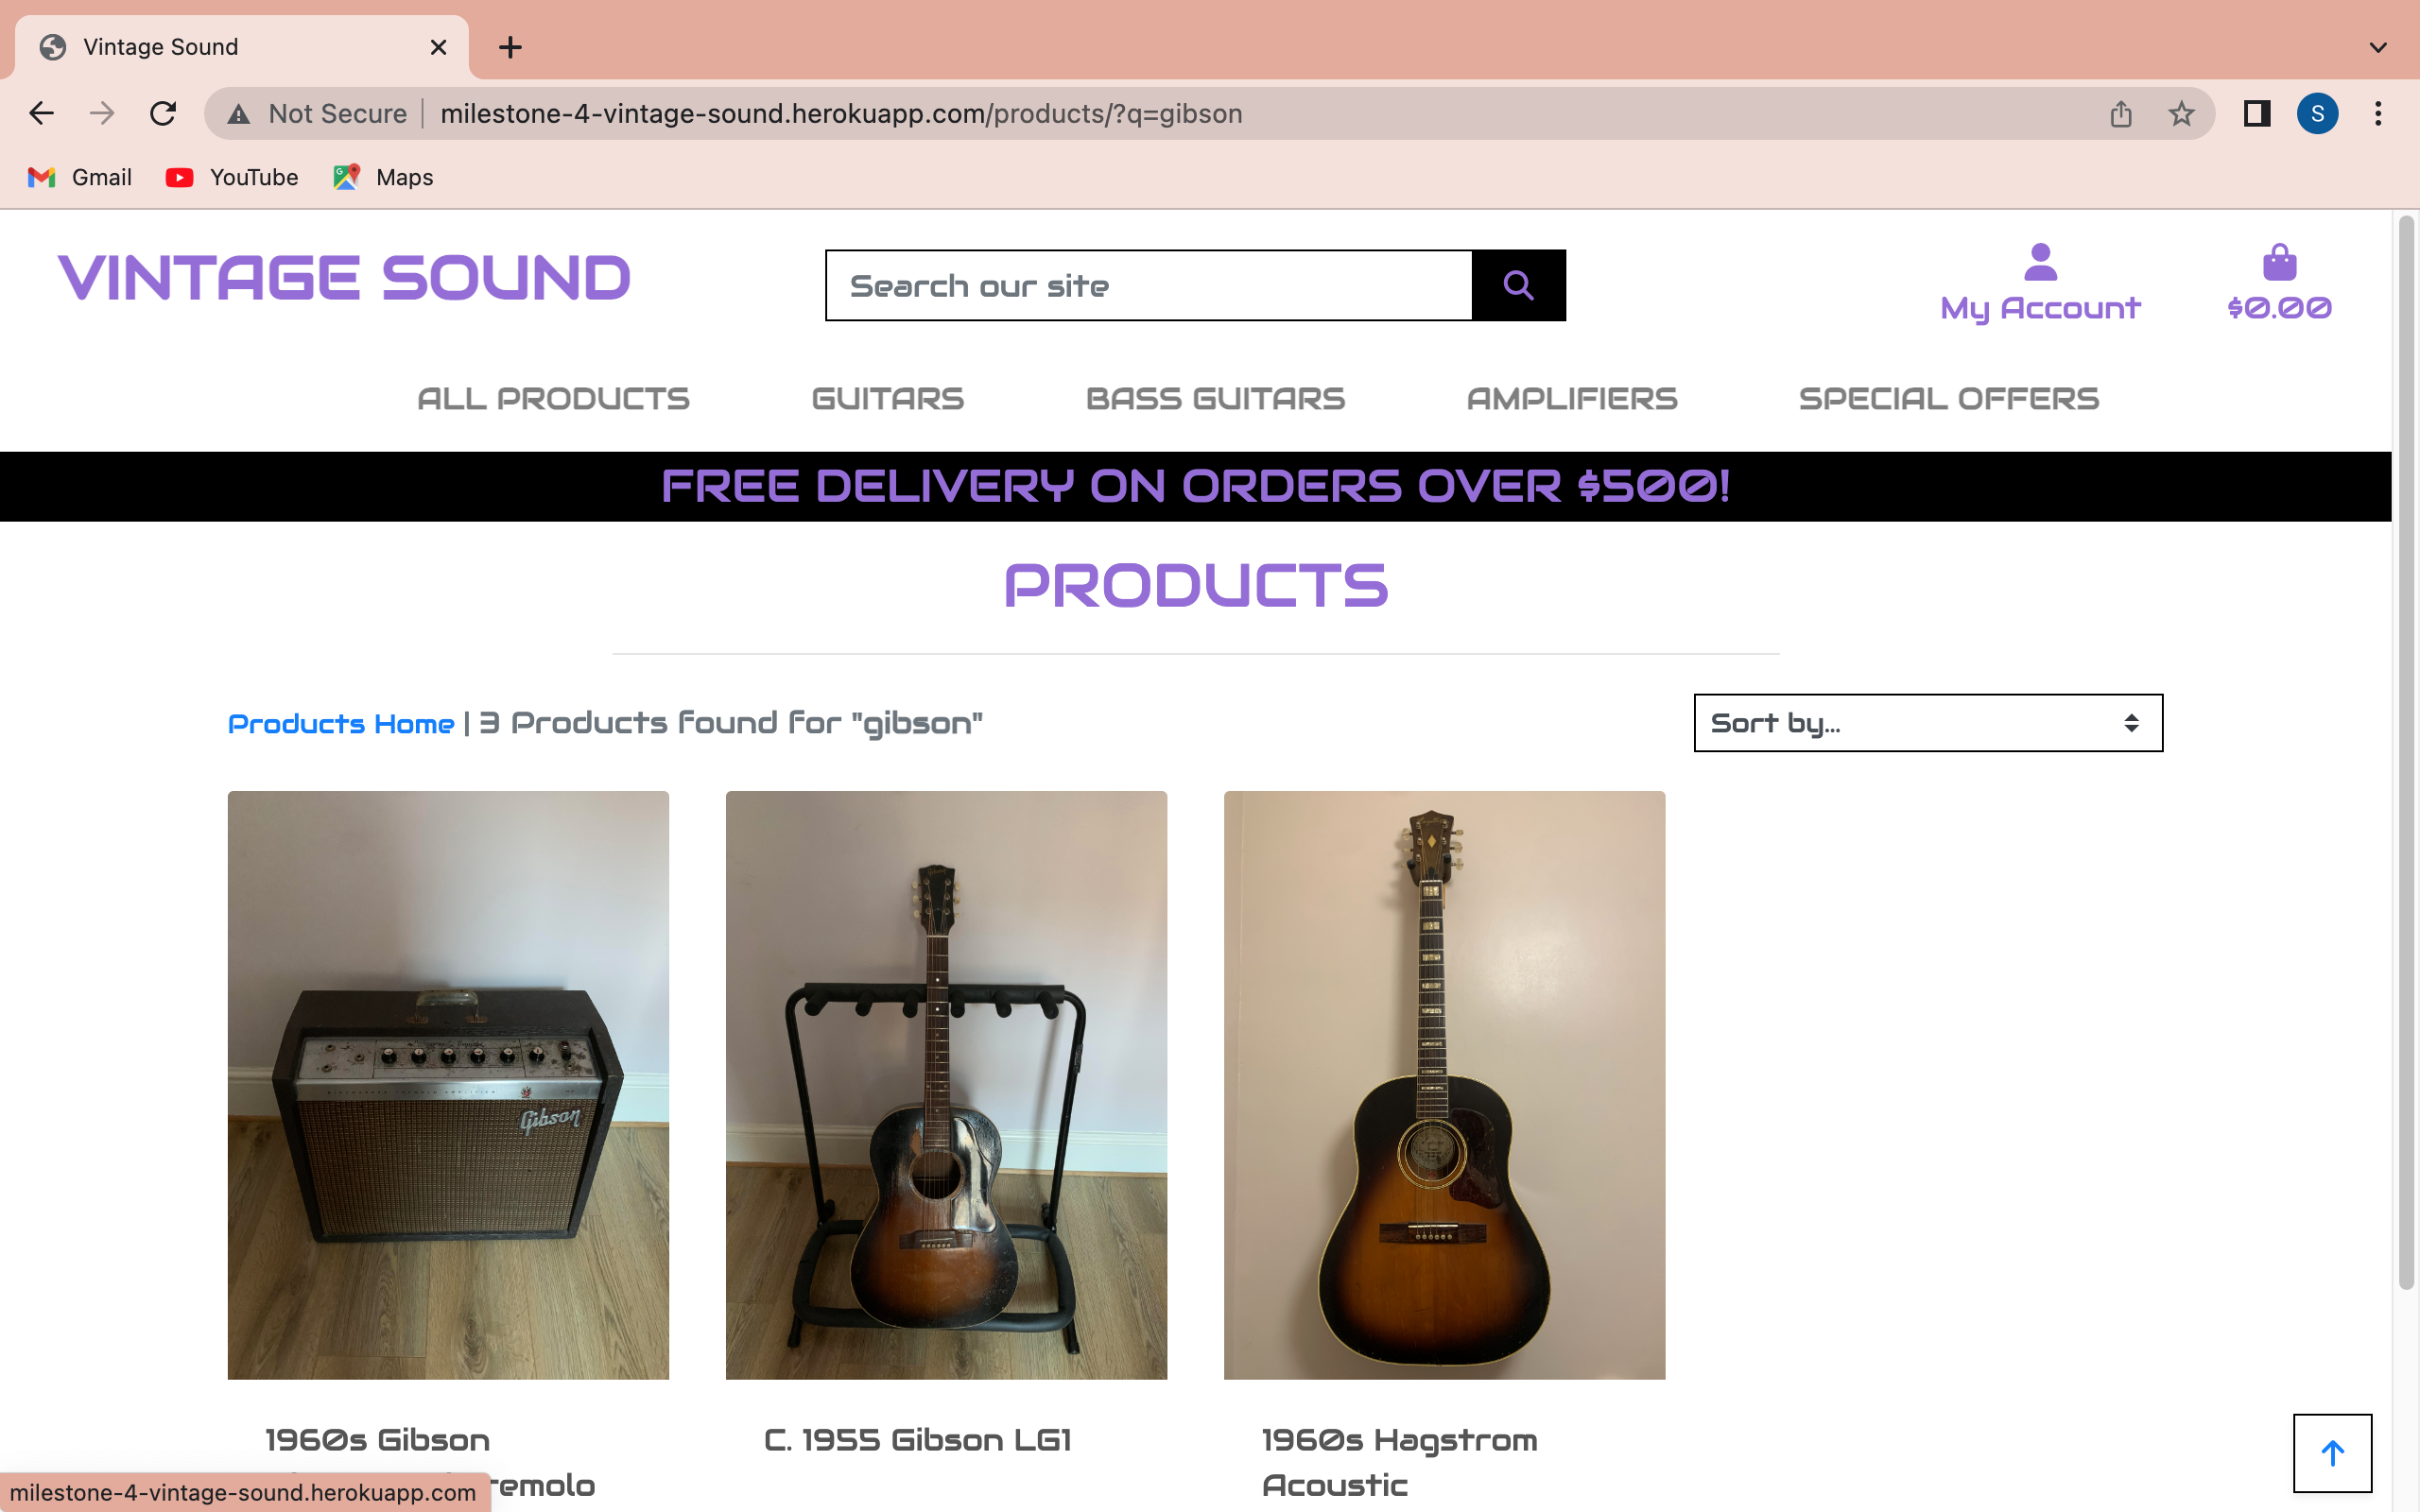 Vintage Sound
Not Secure milestone-4-vintage-sound.herokuapp.com/products/?q=gibson S
Gmail YouTube Maps
VINTAGE SOUND Search our site My Account $0.00
ALL PRODUCTS GUITARS BASS GUITARS AMPLIFIERS SPECIAL OFFERS
FREE DELIVERY ON ORDERS OVER $500!
PRODUCTS
Products Home | 3 Products found for "gibson" Sort by...
Gibson
1960s Gibson C. 1955 Gibson LG1 1960s Hagstrom
Acoustic
milestone-4-vintage-sound.herokuapp.com